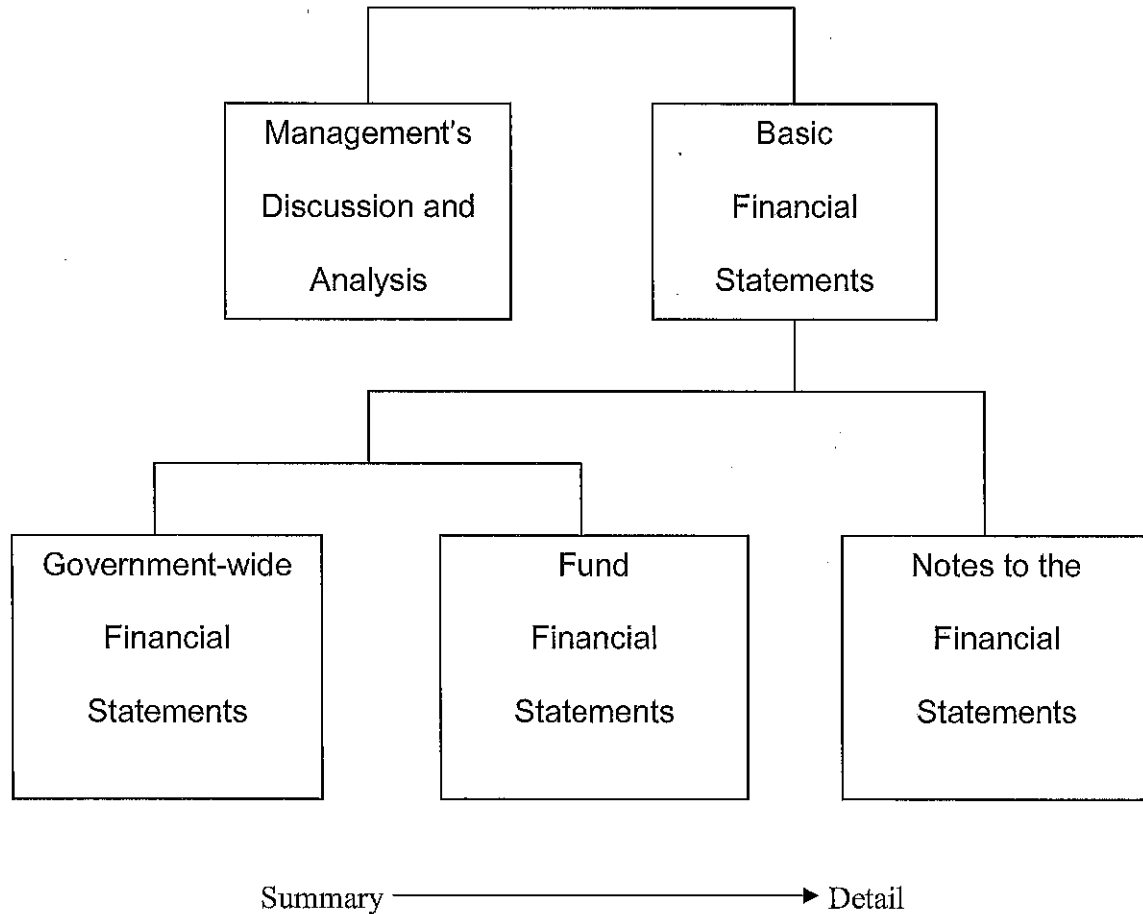 Management's
Discussion and
Analysis
Basic
Financial
Statements
Government-wide
Financial
Statements
Fund
Financial
Statements
Notes to the
Financial
Statements
Summary Detail